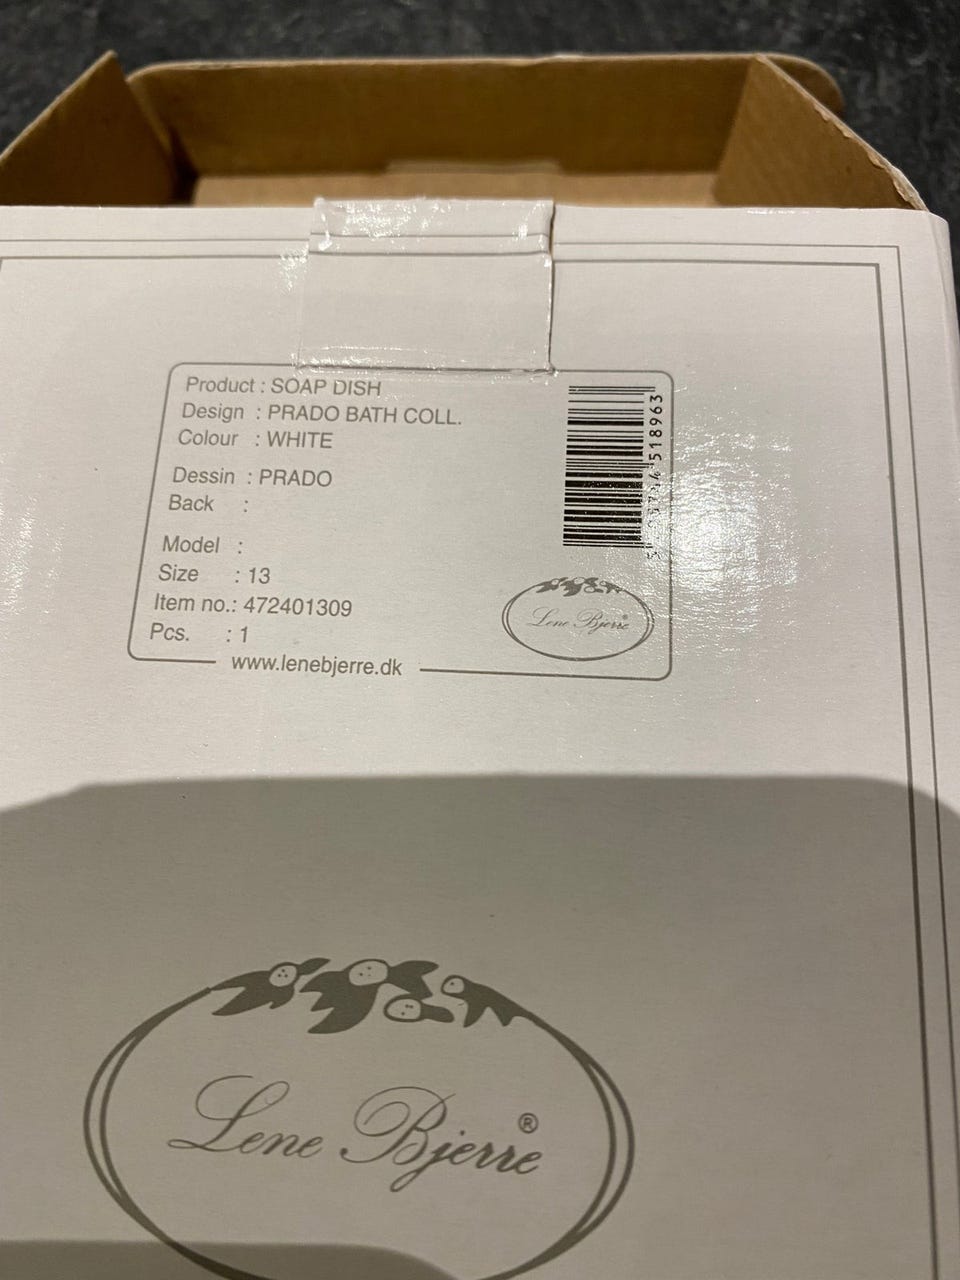 Product : SOAP DISH
Design : PRADO BATH COLL.
Colour : WHITE
Dessin : PRADO
Back :
Model :
Size : 13
Item no.: 472401309
Pcs. : 1
www.lenebjerre.dk
518963
Lene Bjerre®
Lene Bjerre®